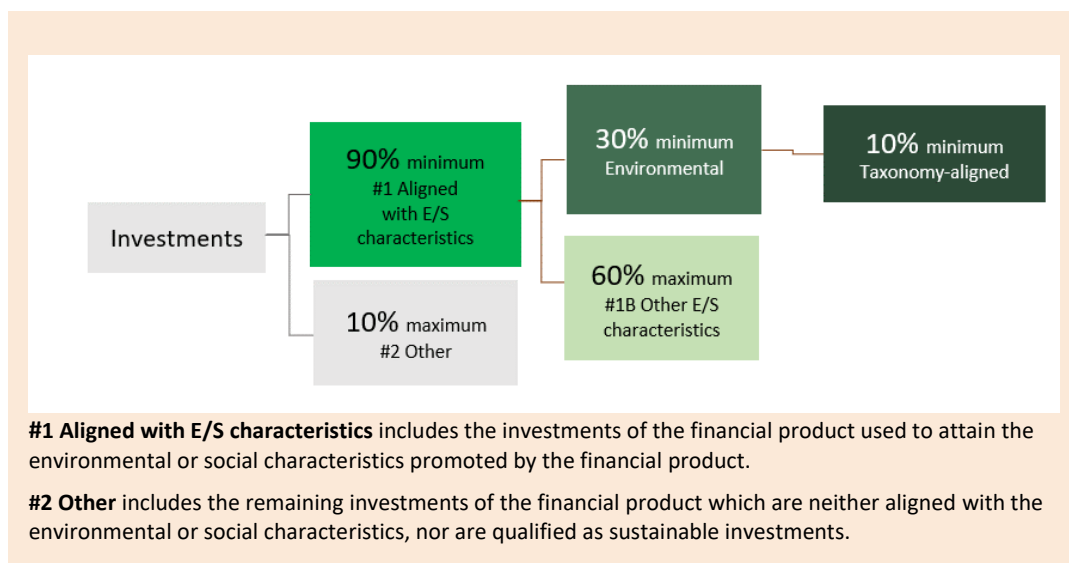 Investments
90% minimum
#1 Aligned
with E/S
characteristics
10% maximum
#2 Other
30% minimum
Environmental
60% maximum
#1B Other E/S
characteristics
10% minimum
Taxonomy-aligned
#1 Aligned with E/S characteristics includes the investments of the financial product used to attain the
environmental or social characteristics promoted by the financial product.
#2 Other includes the remaining investments of the financial product which are neither aligned with the
environmental or social characteristics, nor are qualified as sustainable investments.